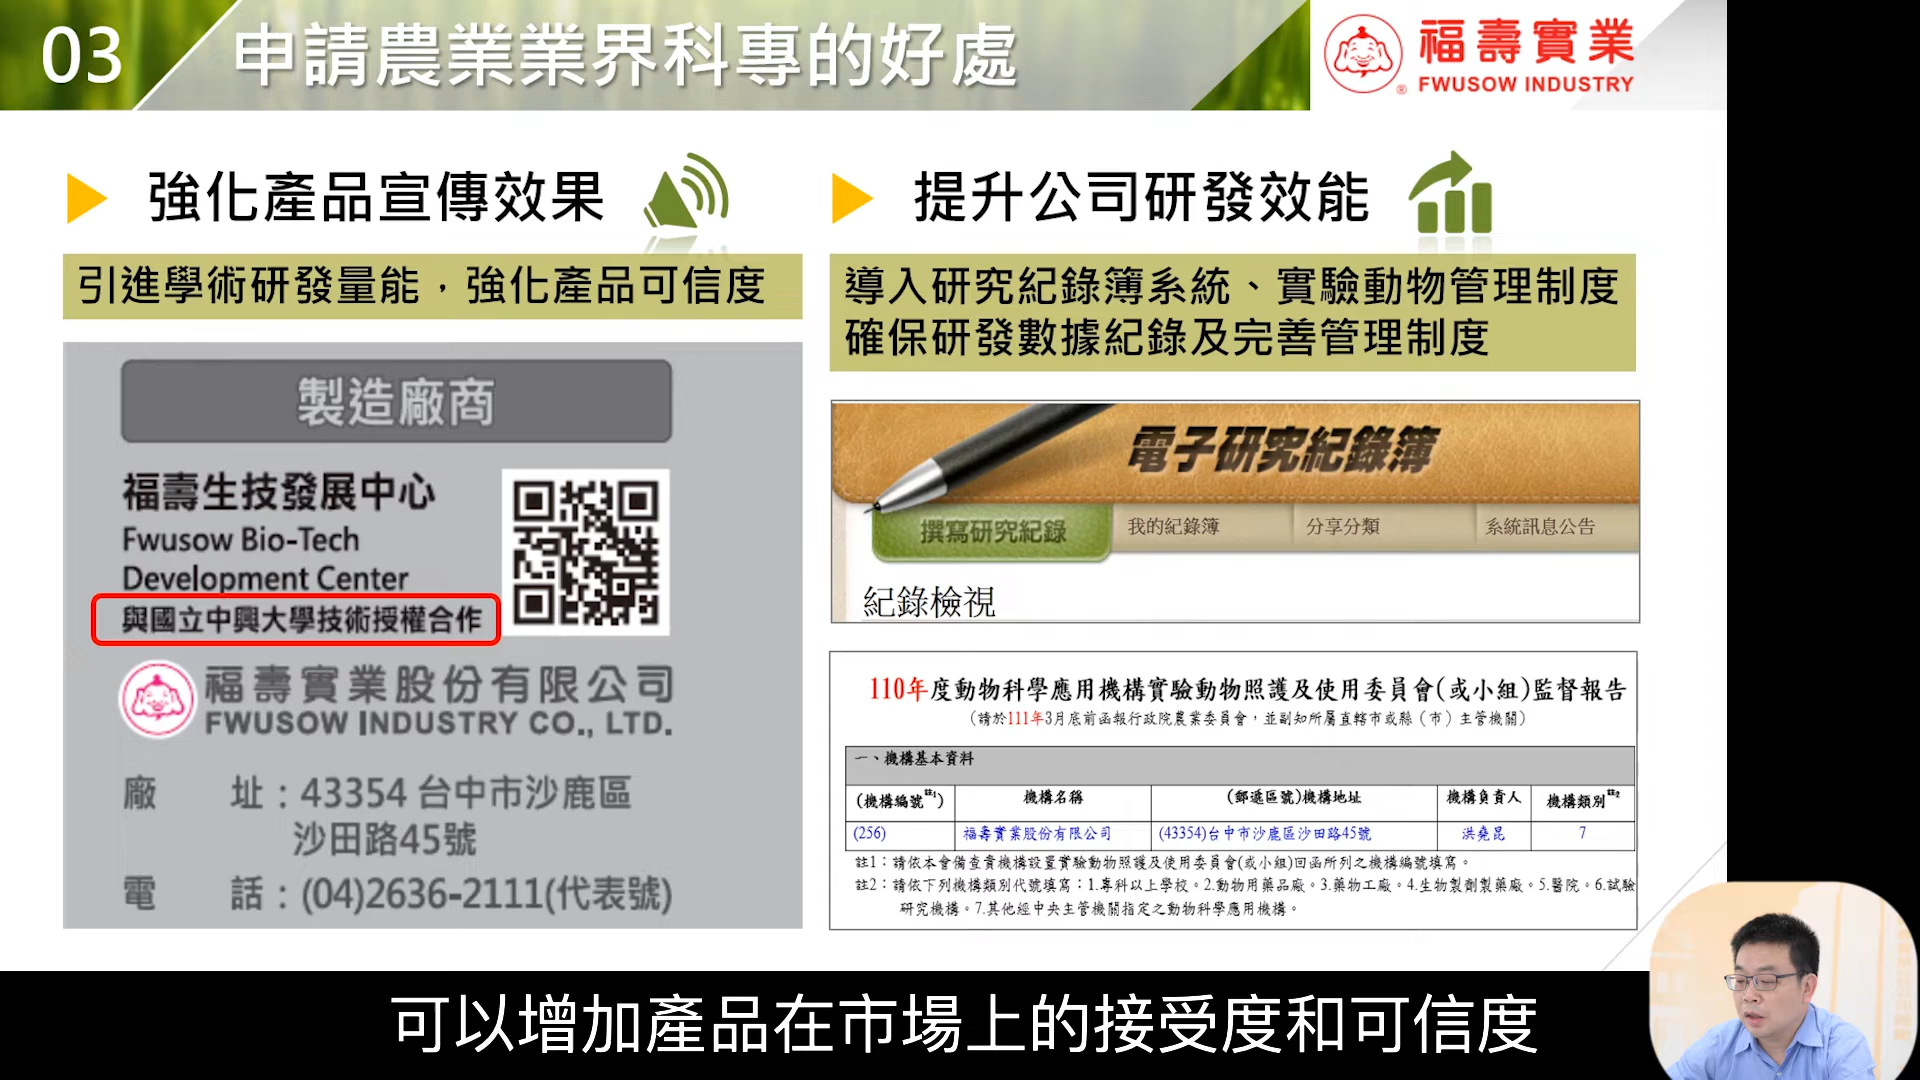 03
申請農業業界科專的好處
福壽實業
® FWUSOW INDUSTRY
強化產品宣傳效果
引進學術研發量能，強化產品可信度
製造廠商
福壽生技發展中心
Fwusow Bio-Tech
Development Center
與國立中興大學技術授權合作
福壽實業股份有限公司
FWUSOW INDUSTRY CO., LTD.
廠　　址：43354 台中市沙鹿區
沙田路45號
電　　話：(04)2636-2111(代表號)
提升公司研發效能
導入研究紀錄簿系統、實驗動物管理制度
確保研發數據紀錄及完善管理制度
電子研究紀錄簿
撰寫研究紀錄 我的紀錄簿 分享分類 系統訊息公告
紀錄檢視
110年度動物科學應用機構實驗動物照護及使用委員會(或小組)監督報告
（請於111年3月底前函報行政院農業委員會，並副知所屬直轄市或縣（市）主管機關）
一、機構基本資料
(機構編號註1) 機構名稱 (郵遞區號)機構地址 機構負責人 機構類別註2
(256) 福壽實業股份有限公司 (43354)台中市沙鹿區沙田路45號 洪堯昆 7
註1：請依本會備查貴機構設置實驗動物照護及使用委員會(或小組)回函所列之機構編號填寫。
註2：請依下列機構類別代號填寫：1.專科以上學校。2.動物用藥品廠。3.藥物工廠。4.生物製劑製藥廠。5.醫院。6.試驗
研究機構。7.其他經中央主管機關指定之動物科學應用機構。
可以增加產品在市場上的接受度和可信度